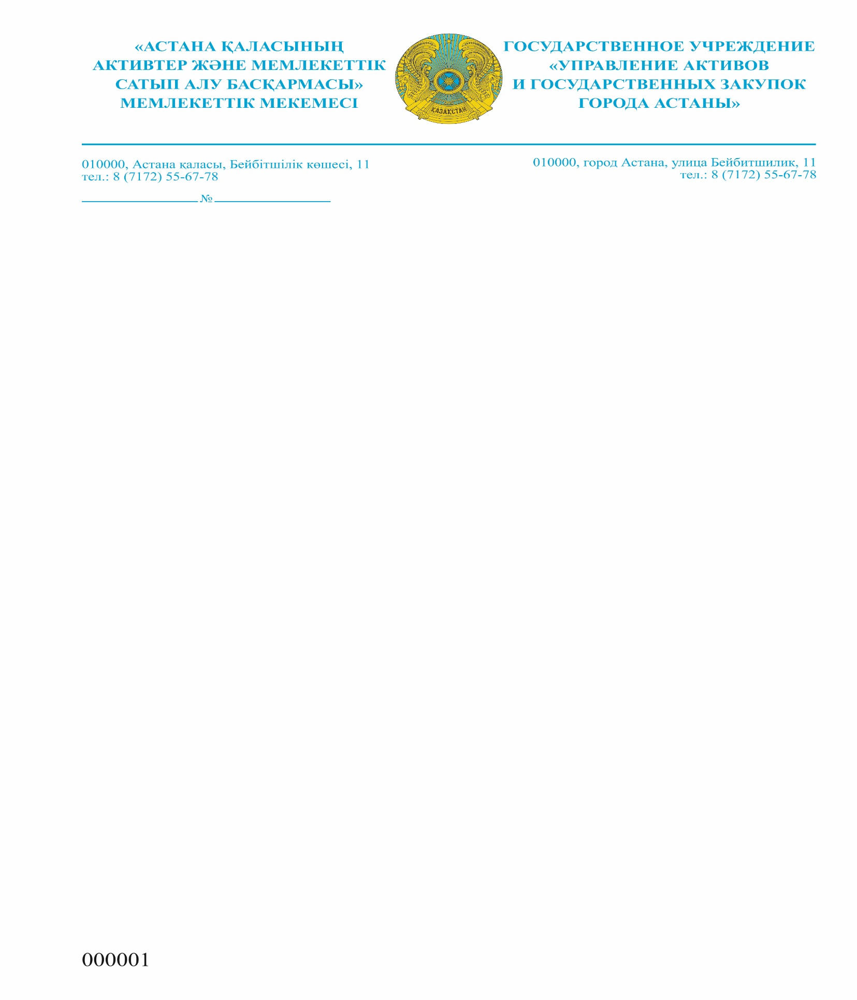 «АСТАНА ҚАЛАСЫНЫҢ
АКТИВТЕР ЖӘНЕ МЕМЛЕКЕТТІК
САТЫП АЛУ БАСҚАРМАСЫ»
МЕМЛЕКЕТТІК МЕКЕМЕСІ
ҚАЗАҚСТАН
ГОСУДАРСТВЕННОЕ УЧРЕЖДЕНИЕ
«УПРАВЛЕНИЕ АКТИВОВ
И ГОСУДАРСТВЕННЫХ ЗАКУПОК
ГОРОДА АСТАНЫ»
010000, Астана қаласы, Бейбітшілік көшесі, 11
тел.: 8 (7172) 55-67-78
010000, город Астана, улица Бейбитшилик, 11
тел.: 8 (7172) 55-67-78
№
000001